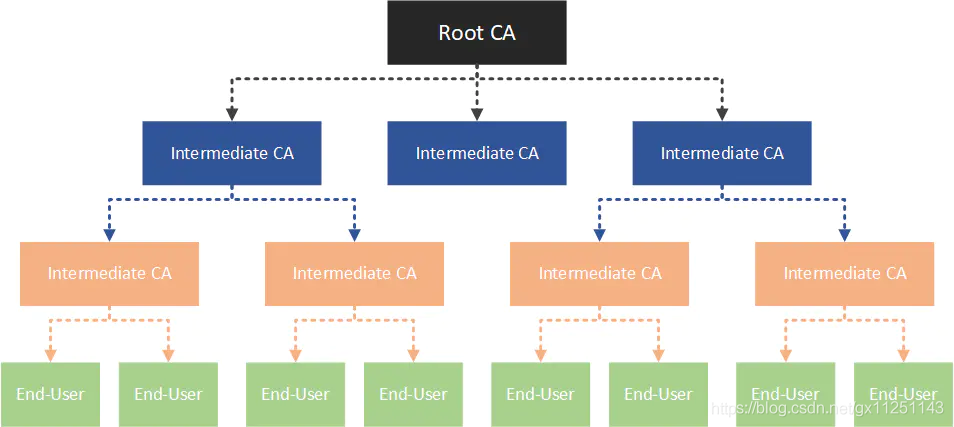 Root CA
Intermediate CA
Intermediate CA
Intermediate CA
Intermediate CA
Intermediate CA
Intermediate CA
Intermediate CA
End-User
End-User
End-User
End-User
End-User
End-User
End-User
End-User
https://blog.csdn.net/gx11251143